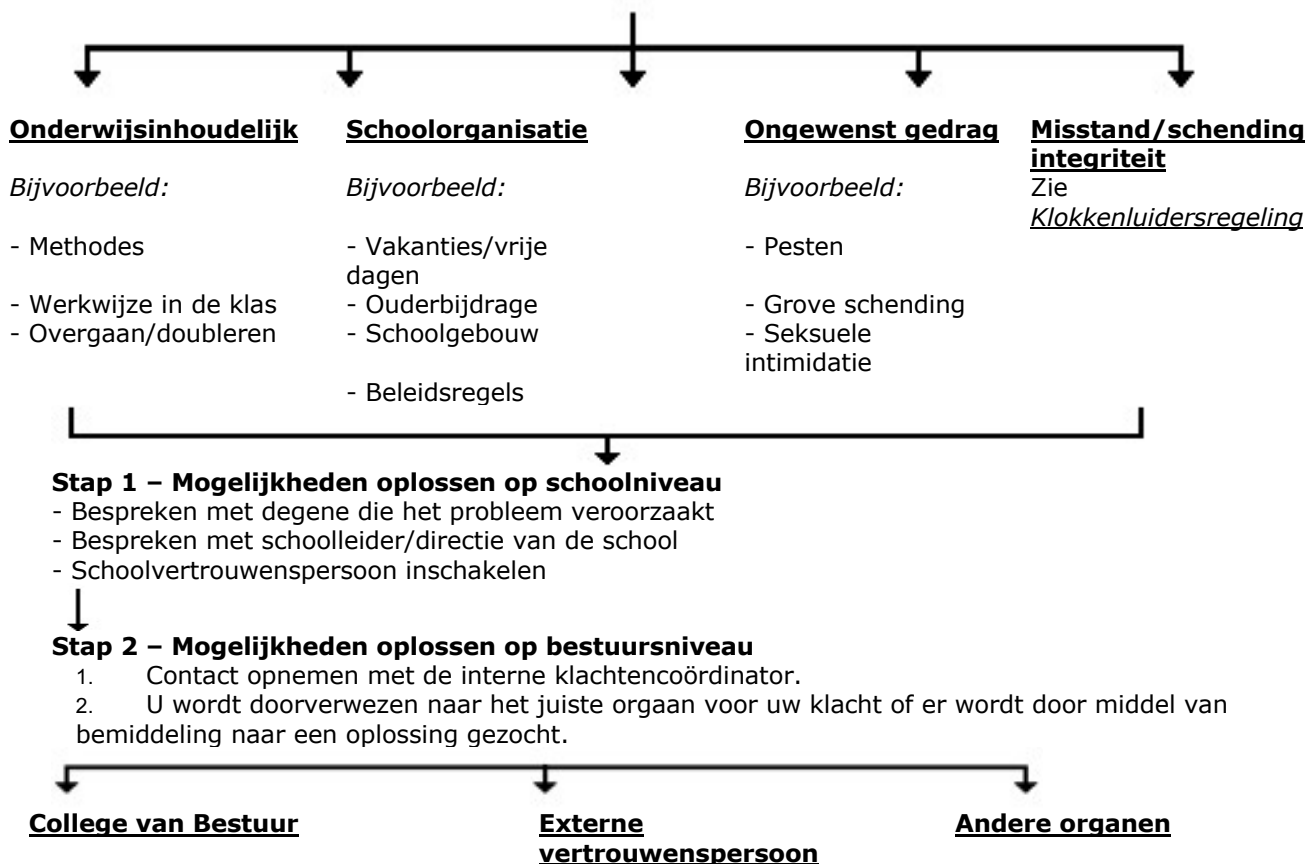 Onderwijsinhoudelijk
Bijvoorbeeld:
- Methodes
- Werkwijze in de klas
- Overgaan/doubleren
Schoolorganisatie
Bijvoorbeeld:
- Vakanties/vrije
dagen
- Ouderbijdrage
- Schoolgebouw
- Beleidsregels
Ongewenst gedrag
Bijvoorbeeld:
- Pesten
- Grove schending
- Seksuele
intimidatie
Misstand/schending
integriteit
Zie
Klokkenluidersregeling
Stap 1 – Mogelijkheden oplossen op schoolniveau
- Bespreken met degene die het probleem veroorzaakt
- Bespreken met schoolleider/directie van de school
- Schoolvertrouwenspersoon inschakelen
Stap 2 – Mogelijkheden oplossen op bestuursniveau
1. Contact opnemen met de interne klachtencoördinator.
2. U wordt doorverwezen naar het juiste orgaan voor uw klacht of er wordt door middel van
bemiddeling naar een oplossing gezocht.
College van Bestuur
Externe
vertrouwenspersoon
Andere organen